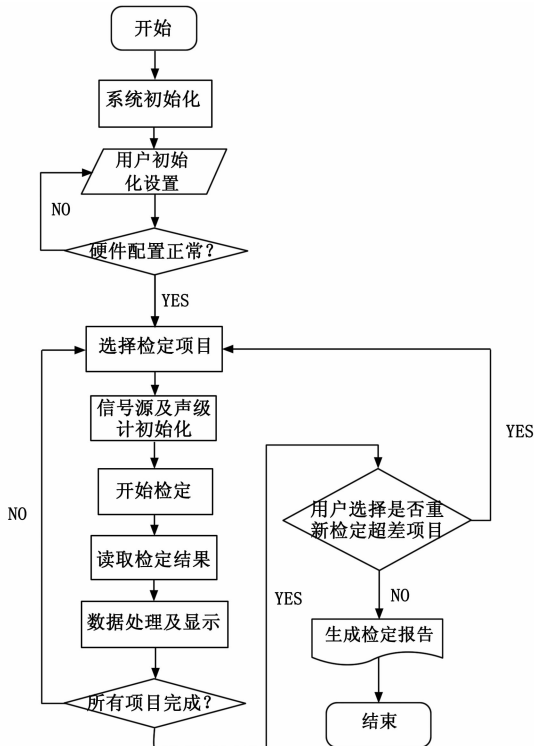 开始
系统初始化
用户初始
化设置
NO
硬件配置正常?
YES
选择检定项目
信号源及声级
计初始化
开始检定
读取检定结果
数据处理及显示
所有项目完成?
NO
YES
用户选择是否重
新检定超差项目
YES
NO
生成检定报告
结束